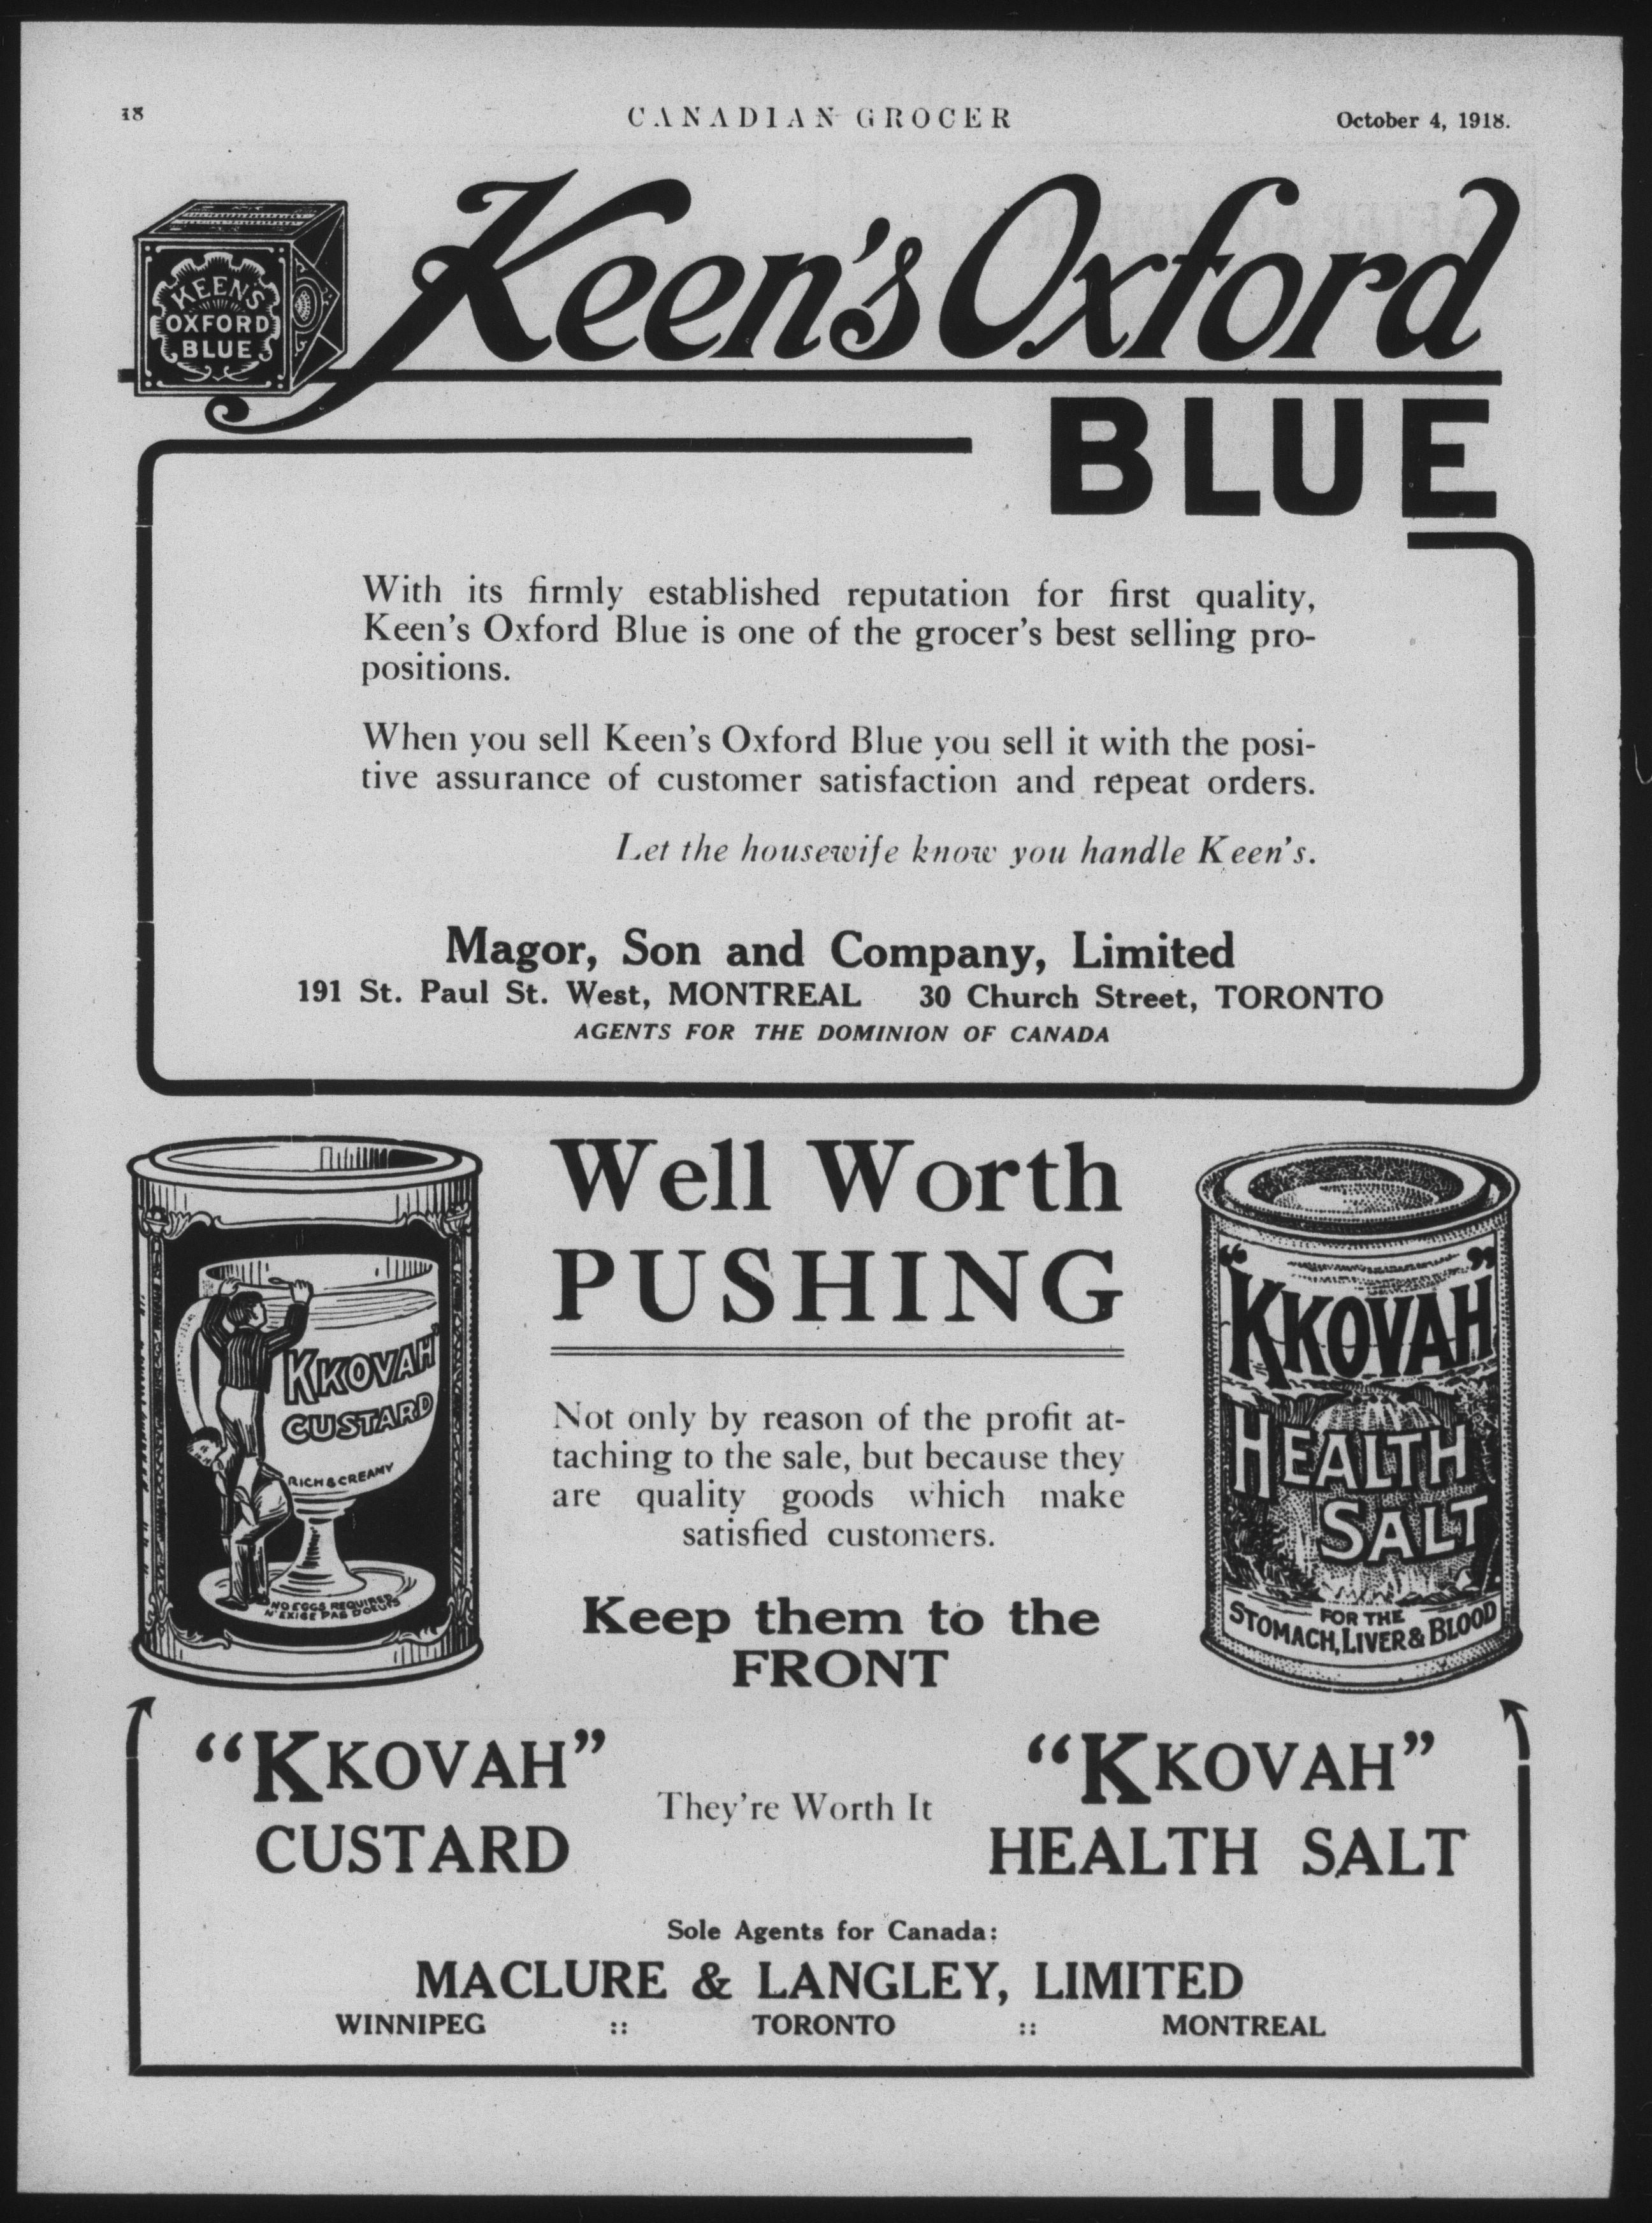 18
CANADIAN GROCER
October 4, 1918.
KEEN'S
OXFORD
BLUE
Keen's Oxford
BLUE
With its firmly established reputation for first quality,
Keen's Oxford Blue is one of the grocer's best selling pro-
positions.
When you sell Keen's Oxford Blue you sell it with the posi-
tive assurance of customer satisfaction and repeat orders.
Let the housewife know you handle Keen's.
Magor, Son and Company, Limited
191 St. Paul St. West, MONTREAL 30 Church Street, TORONTO
AGENTS FOR THE DOMINION OF CANADA
KKOVAH
CUSTARD
RICH & CREAMY
NO EGGS REQUIRED
N'EXIGE PAS D'OEUFS
Well Worth
PUSHING
Not only by reason of the profit at-
taching to the sale, but because they
are quality goods which make
satisfied customers.
Keep them to the
FRONT
"KKOVAH"
HEALTH
SALT
FOR THE
STOMACH, LIVER & BLOOD
"KKOVAH"
CUSTARD
They're Worth It
"KKOVAH"
HEALTH SALT
Sole Agents for Canada:
MACLURE & LANGLEY, LIMITED
WINNIPEG :: TORONTO :: MONTREAL